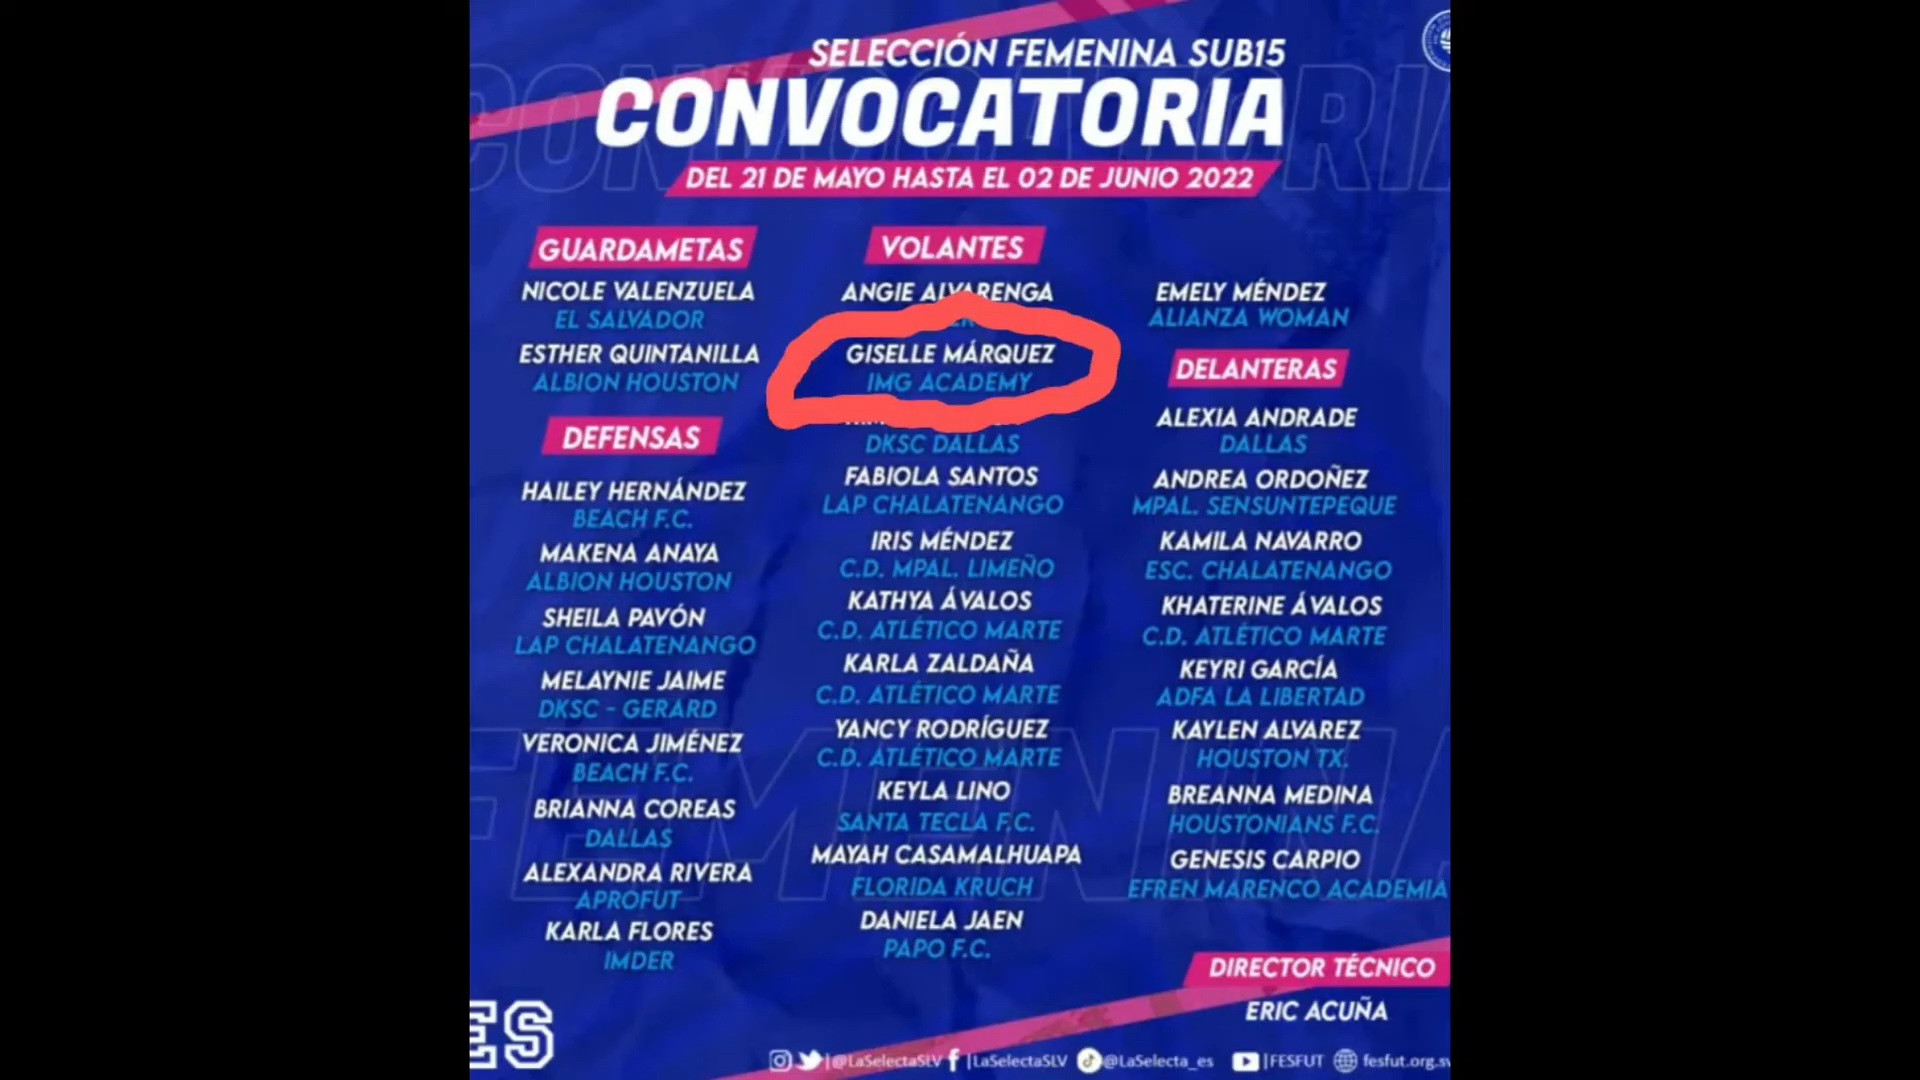 SELECCIÓN FEMENINA SUB15
CONVOCATORIA
DEL 21 DE MAYO HASTA EL 02 DE JUNIO 2022
GUARDAMETAS
NICOLE VALENZUELA
EL SALVADOR
ESTHER QUINTANILLA
ALBION HOUSTON
DEFENSAS
HAILEY HERNÁNDEZ
BEACH F.C.
MAKENA ANAYA
ALBION HOUSTON
SHEILA PAVÓN
LAP CHALATENANGO
MELAYNIE JAIME
DKSC - GERARD
VERONICA JIMÉNEZ
BEACH F.C.
BRIANNA COREAS
DALLAS
ALEXANDRA RIVERA
APROFUT
KARLA FLORES
IMDER
VOLANTES
ANGIE ALVARENGA
GISELLE MÁRQUEZ
IMG ACADEMY
DKSC DALLAS
FABIOLA SANTOS
LAP CHALATENANGO
IRIS MÉNDEZ
C.D. MPAL. LIMEÑO
KATHYA ÁVALOS
C.D. ATLÉTICO MARTE
KARLA ZALDAÑA
C.D. ATLÉTICO MARTE
YANCY RODRÍGUEZ
C.D. ATLÉTICO MARTE
KEYLA LINO
SANTA TECLA F.C.
MAYAH CASAMALHUAPA
FLORIDA KRUCH
DANIELA JAEN
PAPO F.C.
EMELY MÉNDEZ
ALIANZA WOMAN
DELANTERAS
ALEXIA ANDRADE
DALLAS
ANDREA ORDOÑEZ
MPAL. SENSUNTEPEQUE
KAMILA NAVARRO
ESC. CHALATENANGO
KHATERINE ÁVALOS
C.D. ATLÉTICO MARTE
KEYRI GARCÍA
ADFA LA LIBERTAD
KAYLEN ALVAREZ
HOUSTON TX.
BREANNA MEDINA
HOUSTONIANS F.C.
GENESIS CARPIO
EFREN MARENCO ACADEMIA
DIRECTOR TÉCNICO
ERIC ACUÑA
ES
|@LaSelectaSLV |LaSelectaSLV @LaSelecta_es |FESFUT fesfut.org.sv